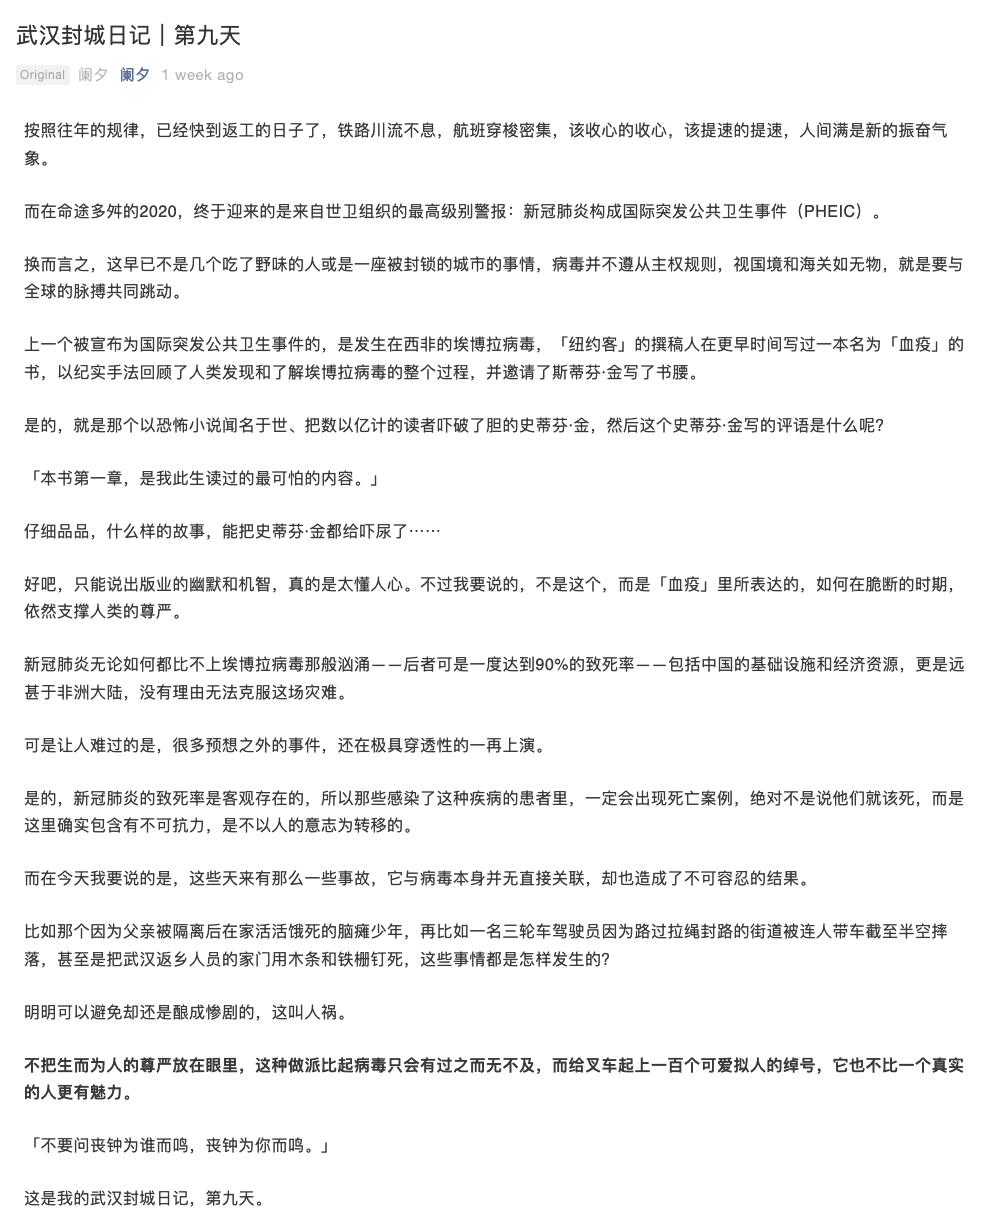 武汉封城日记｜第九天
Original 阑夕 阑夕 1 week ago
按照往年的规律，已经快到返工的日子了，铁路川流不息，航班穿梭密集，该收心的收心，该提速的提速，人间满是新的振奋气
象。
而在命途多舛的2020，终于迎来的是来自世卫组织的最高级别警报：新冠肺炎构成国际突发公共卫生事件（PHEIC）。
换而言之，这早已不是几个吃了野味的人或是一座被封锁的城市的事情，病毒并不遵从主权规则，视国境和海关如无物，就是要与
全球的脉搏共同跳动。
上一个被宣布为国际突发公共卫生事件的，是发生在西非的埃博拉病毒，「纽约客」的撰稿人在更早时间写过一本名为「血疫」的
书，以纪实手法回顾了人类发现和了解埃博拉病毒的整个过程，并邀请了斯蒂芬·金写了书腰。
是的，就是那个以恐怖小说闻名于世、把数以亿计的读者吓破了胆的史蒂芬·金，然后这个史蒂芬·金写的评语是什么呢？
「本书第一章，是我此生读过的最可怕的内容。」
仔细品品，什么样的故事，能把史蒂芬·金都给吓尿了⋯⋯
好吧，只能说出版业的幽默和机智，真的是太懂人心。不过我要说的，不是这个，而是「血疫」里所表达的，如何在脆断的时期，
依然支撑人类的尊严。
新冠肺炎无论如何都比不上埃博拉病毒那般汹涌——后者可是一度达到90%的致死率——包括中国的基础设施和经济资源，更是远
甚于非洲大陆，没有理由无法克服这场灾难。
可是让人难过的是，很多预想之外的事件，还在极具穿透性的一再上演。
是的，新冠肺炎的致死率是客观存在的，所以那些感染了这种疾病的患者里，一定会出现死亡案例，绝对不是说他们就该死，而是
这里确实包含有不可抗力，是不以人的意志为转移的。
而在今天我要说的是，这些天来有那么一些事故，它与病毒本身并无直接关联，却也造成了不可容忍的结果。
比如那个因为父亲被隔离后在家活活饿死的脑瘫少年，再比如一名三轮车驾驶员因为路过拉绳封路的街道被连人带车截至半空摔
落，甚至是把武汉返乡人员的家门用木条和铁栅钉死，这些事情都是怎样发生的？
明明可以避免却还是酿成惨剧的，这叫人祸。
不把生而为人的尊严放在眼里，这种做派比起病毒只会有过之而无不及，而给叉车起上一百个可爱拟人的绰号，它也不比一个真实
的人更有魅力。
「不要问丧钟为谁而鸣，丧钟为你而鸣。」
这是我的武汉封城日记，第九天。